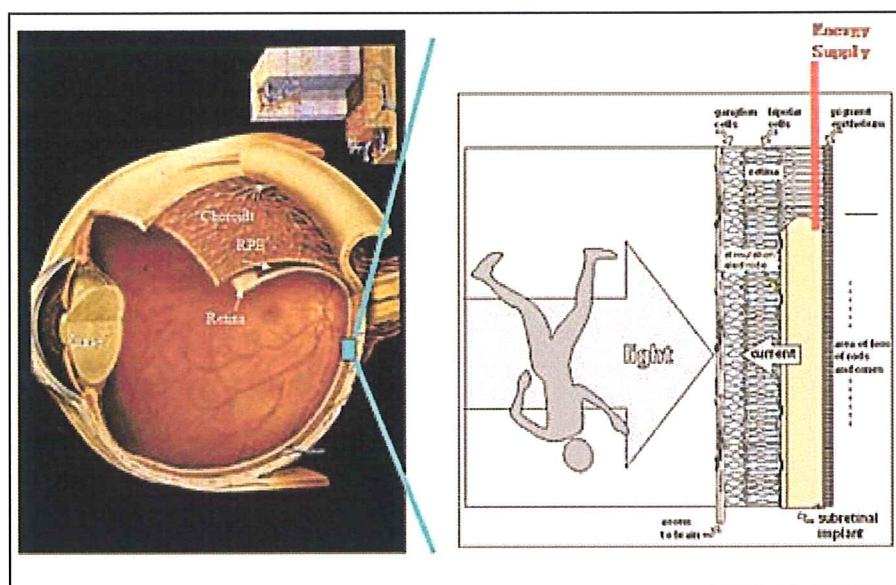 Choroid
RPE
Retina
Lens
Energy
Supply
ganglion
cells
bipolar
cells
pigment
epithelium
retina
stimulation
electrode
light
current
area of loss
of rods
and cones
axons
to brain
subretinal
implant